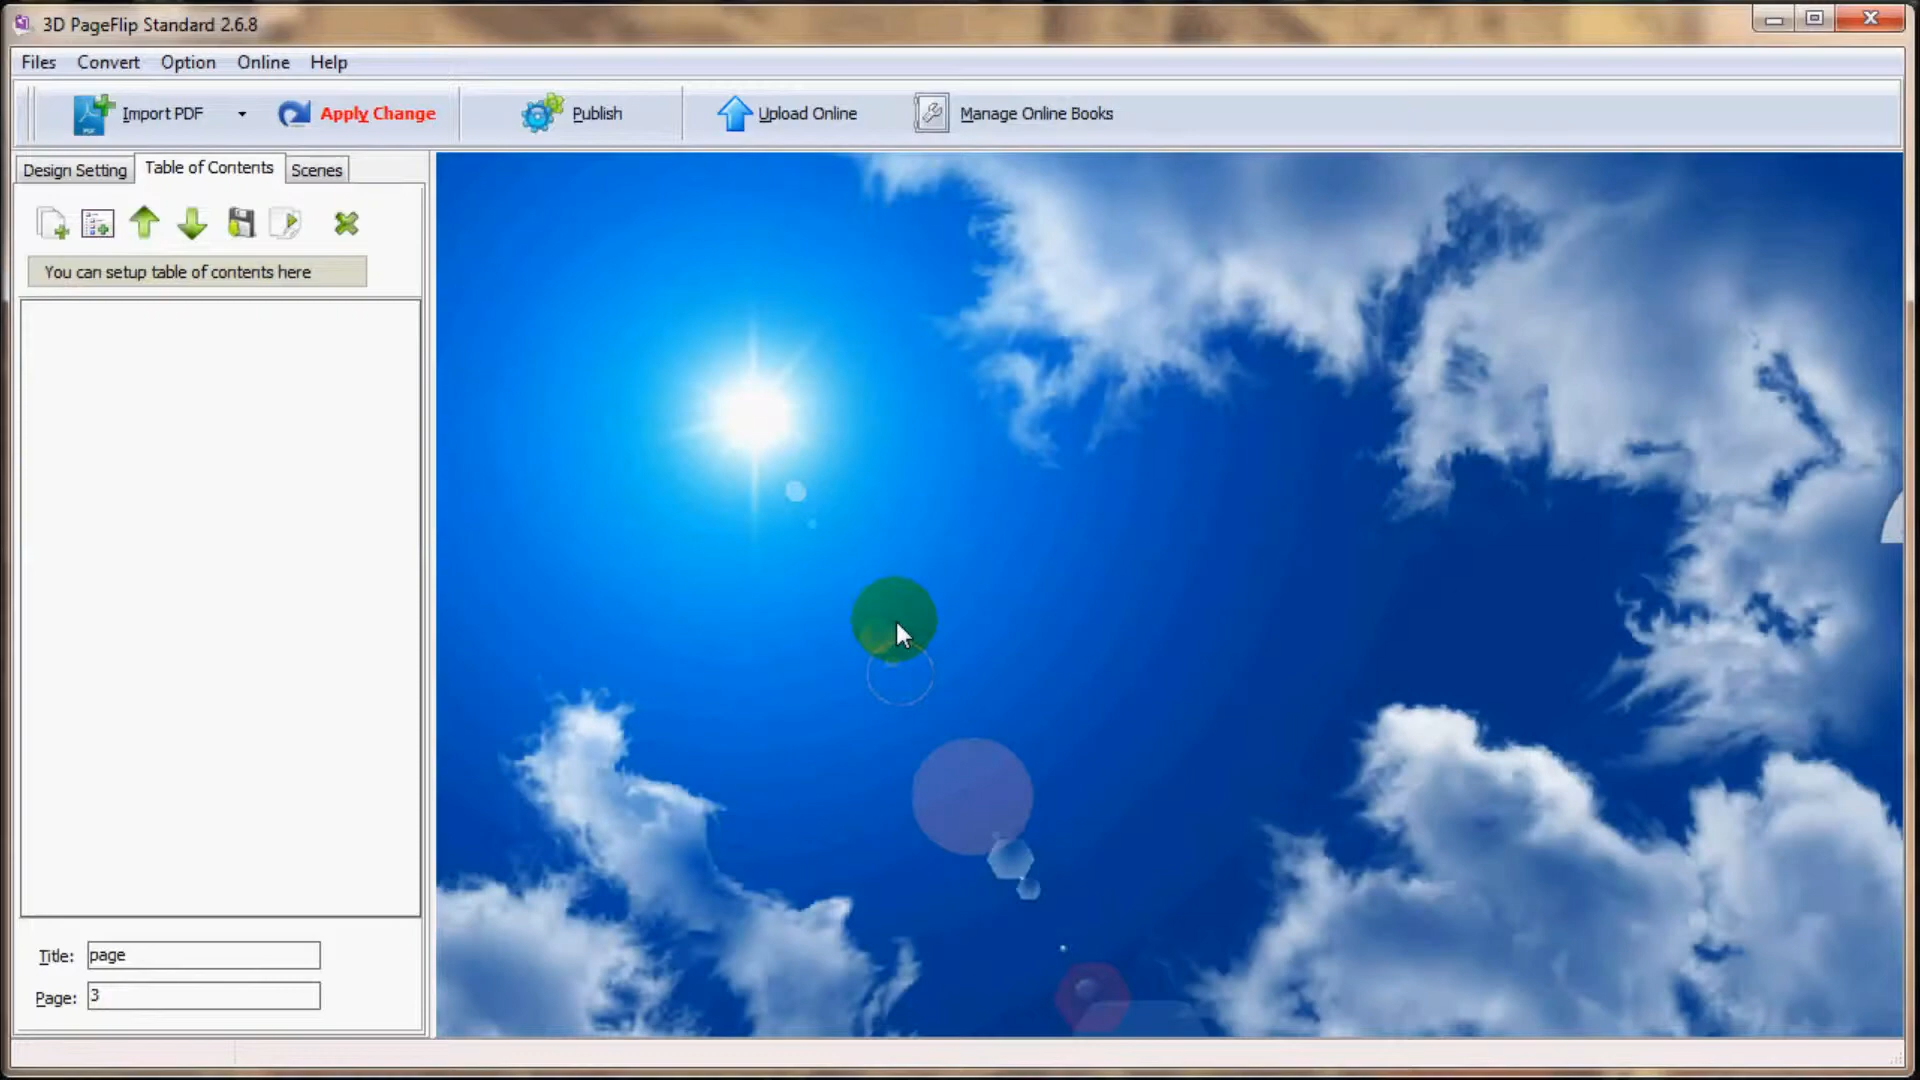 3D PageFlip Standard 2.6.8
Files Convert Option Online Help
Import PDF Apply Change Publish Upload Online Manage Online Books
Design Setting Table of Contents Scenes
You can setup table of contents here
Title: page
Page: 3